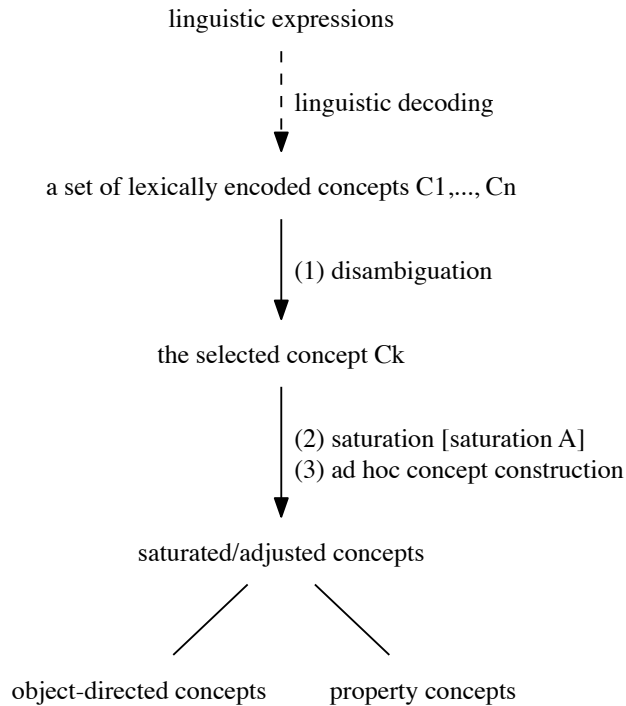 linguistic expressions
linguistic decoding
a set of lexically encoded concepts C1,..., Cn
(1) disambiguation
the selected concept Ck
(2) saturation [saturation A]
(3) ad hoc concept construction
saturated/adjusted concepts
object-directed concepts property concepts